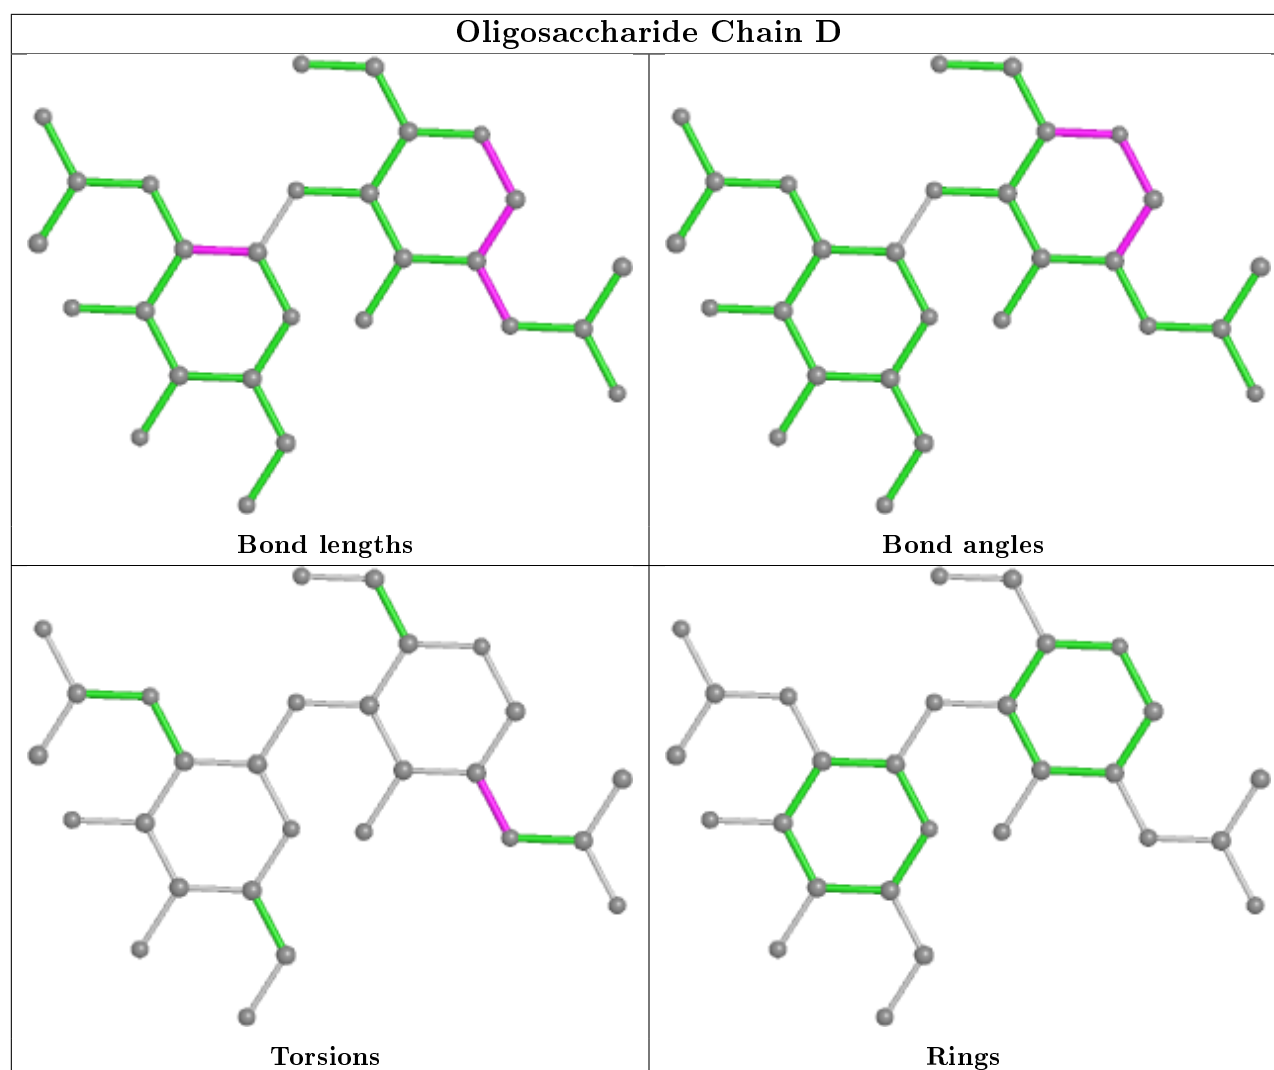 Oligosaccharide Chain D
Bond lengths
Bond angles
Torsions
Rings